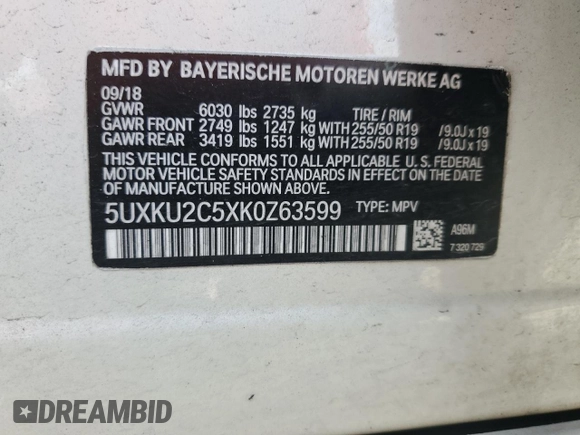 MFD BY BAYERISCHE MOTOREN WERKE AG
09/18
GVWR 6030 lbs 2735 kg TIRE / RIM
GAWR FRONT 2749 lbs 1247 kg WITH 255/50 R19 /9.0J x 19
GAWR REAR 3419 lbs 1551 kg WITH 255/50 R19 /9.0J x 19
THIS VEHICLE CONFORMS TO ALL APPLICABLE U. S. FEDERAL
MOTOR VEHICLE SAFETY STANDARDS IN EFFECT ON THE DATE OF
MANUFACTURE SHOWN ABOVE.
5UXKU2C5XK0Z63599 TYPE: MPV
A96M
7 320 729
DREAMBID